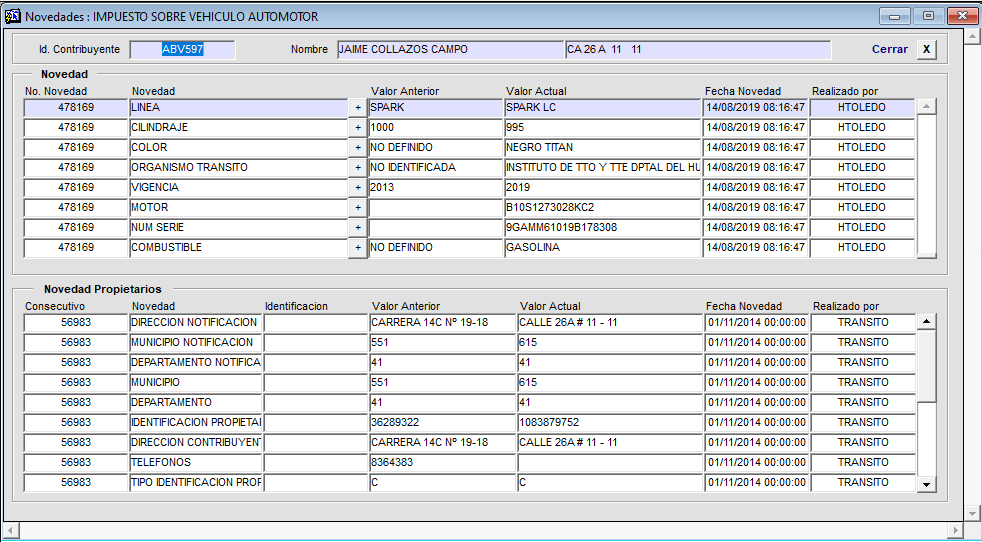 Novedades : IMPUESTO SOBRE VEHICULO AUTOMOTOR
Id. Contribuyente ABV597 Nombre JAIME COLLAZOS CAMPO CA 26 A 11 11 Cerrar X
Novedad
No. Novedad Novedad Valor Anterior Valor Actual Fecha Novedad Realizado por
478169 LINEA + SPARK SPARK LC 14/08/2019 08:16:47 HTOLEDO
478169 CILINDRAJE + 1000 995 14/08/2019 08:16:47 HTOLEDO
478169 COLOR + NO DEFINIDO NEGRO TITAN 14/08/2019 08:16:47 HTOLEDO
478169 ORGANISMO TRANSITO + NO IDENTIFICADA INSTITUTO DE TTO Y TTE DPTAL DEL HU 14/08/2019 08:16:47 HTOLEDO
478169 VIGENCIA + 2013 2019 14/08/2019 08:16:47 HTOLEDO
478169 MOTOR + B10S1273028KC2 14/08/2019 08:16:47 HTOLEDO
478169 NUM SERIE + 9GAMM61019B178308 14/08/2019 08:16:47 HTOLEDO
478169 COMBUSTIBLE + NO DEFINIDO GASOLINA 14/08/2019 08:16:47 HTOLEDO
Novedad Propietarios
Consecutivo Novedad Identificacion Valor Anterior Valor Actual Fecha Novedad Realizado por
56983 DIRECCION NOTIFICACION CARRERA 14C Nº 19-18 CALLE 26A # 11 - 11 01/11/2014 00:00:00 TRANSITO
56983 MUNICIPIO NOTIFICACION 551 615 01/11/2014 00:00:00 TRANSITO
56983 DEPARTAMENTO NOTIFICA 41 41 01/11/2014 00:00:00 TRANSITO
56983 MUNICIPIO 551 615 01/11/2014 00:00:00 TRANSITO
56983 DEPARTAMENTO 41 41 01/11/2014 00:00:00 TRANSITO
56983 IDENTIFICACION PROPIETAI 36289322 1083879752 01/11/2014 00:00:00 TRANSITO
56983 DIRECCION CONTRIBUYENT CARRERA 14C Nº 19-18 CALLE 26A # 11 - 11 01/11/2014 00:00:00 TRANSITO
56983 TELEFONOS 8364383 01/11/2014 00:00:00 TRANSITO
56983 TIPO IDENTIFICACION PROF C C 01/11/2014 00:00:00 TRANSITO